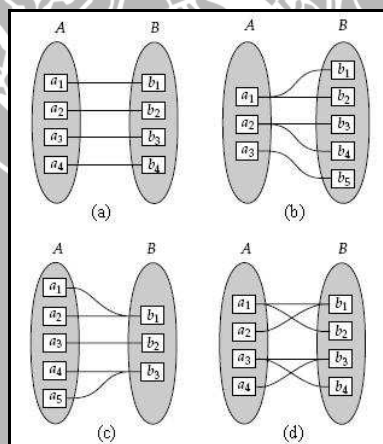 A B
a1 b1
a2 b2
a3 b3
a4 b4
(a)
A B
b1
a1 b2
a2 b3
a3 b4
b5
(b)
A B
a1
a2 b1
a3 b2
a4 b3
a5
(c)
A B
a1 b1
a2 b2
a3 b3
a4 b4
(d)